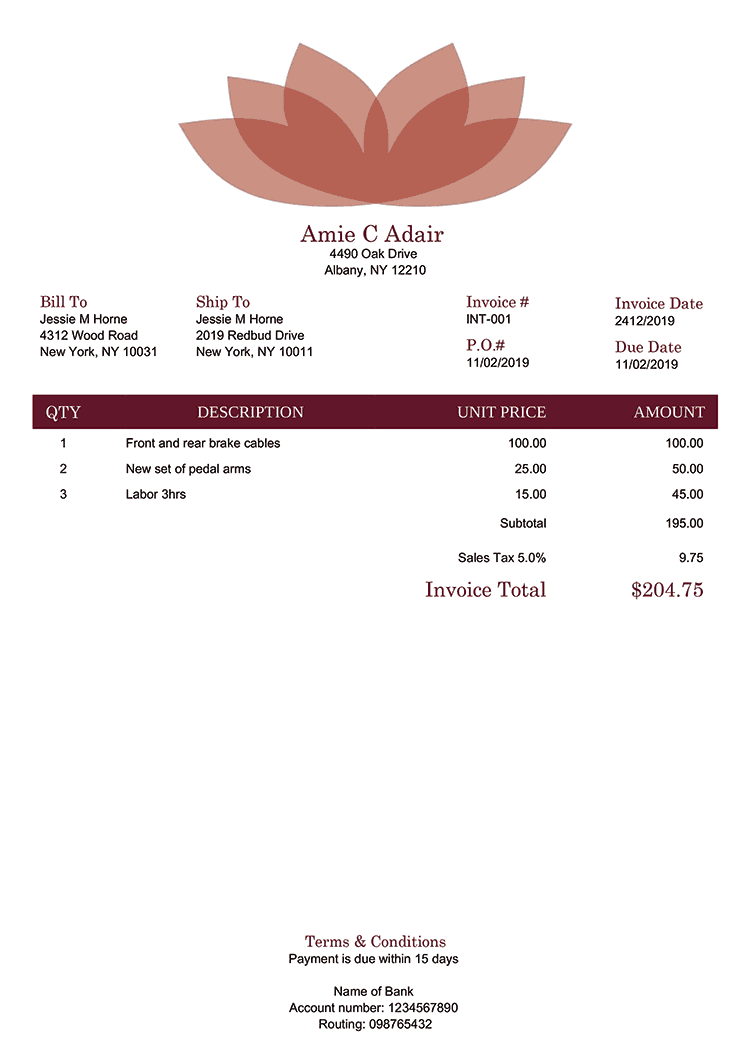 Amie C Adair
4490 Oak Drive
Albany, NY 12210
Bill To
Jessie M Horne
4312 Wood Road
New York, NY 10031
Ship To
Jessie M Horne
2019 Redbud Drive
New York, NY 10011
Invoice #
INT-001
P.O.#
11/02/2019
Invoice Date
2412/2019
Due Date
11/02/2019
QTY DESCRIPTION UNIT PRICE AMOUNT
1 Front and rear brake cables 100.00 100.00
2 New set of pedal arms 25.00 50.00
3 Labor 3hrs 15.00 45.00
Subtotal 195.00
Sales Tax 5.0% 9.75
Invoice Total $204.75
Terms & Conditions
Payment is due within 15 days
Name of Bank
Account number: 1234567890
Routing: 098765432